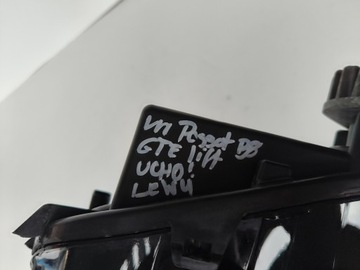 VW Passat B8
GTE lift
UCHO!
LEWY